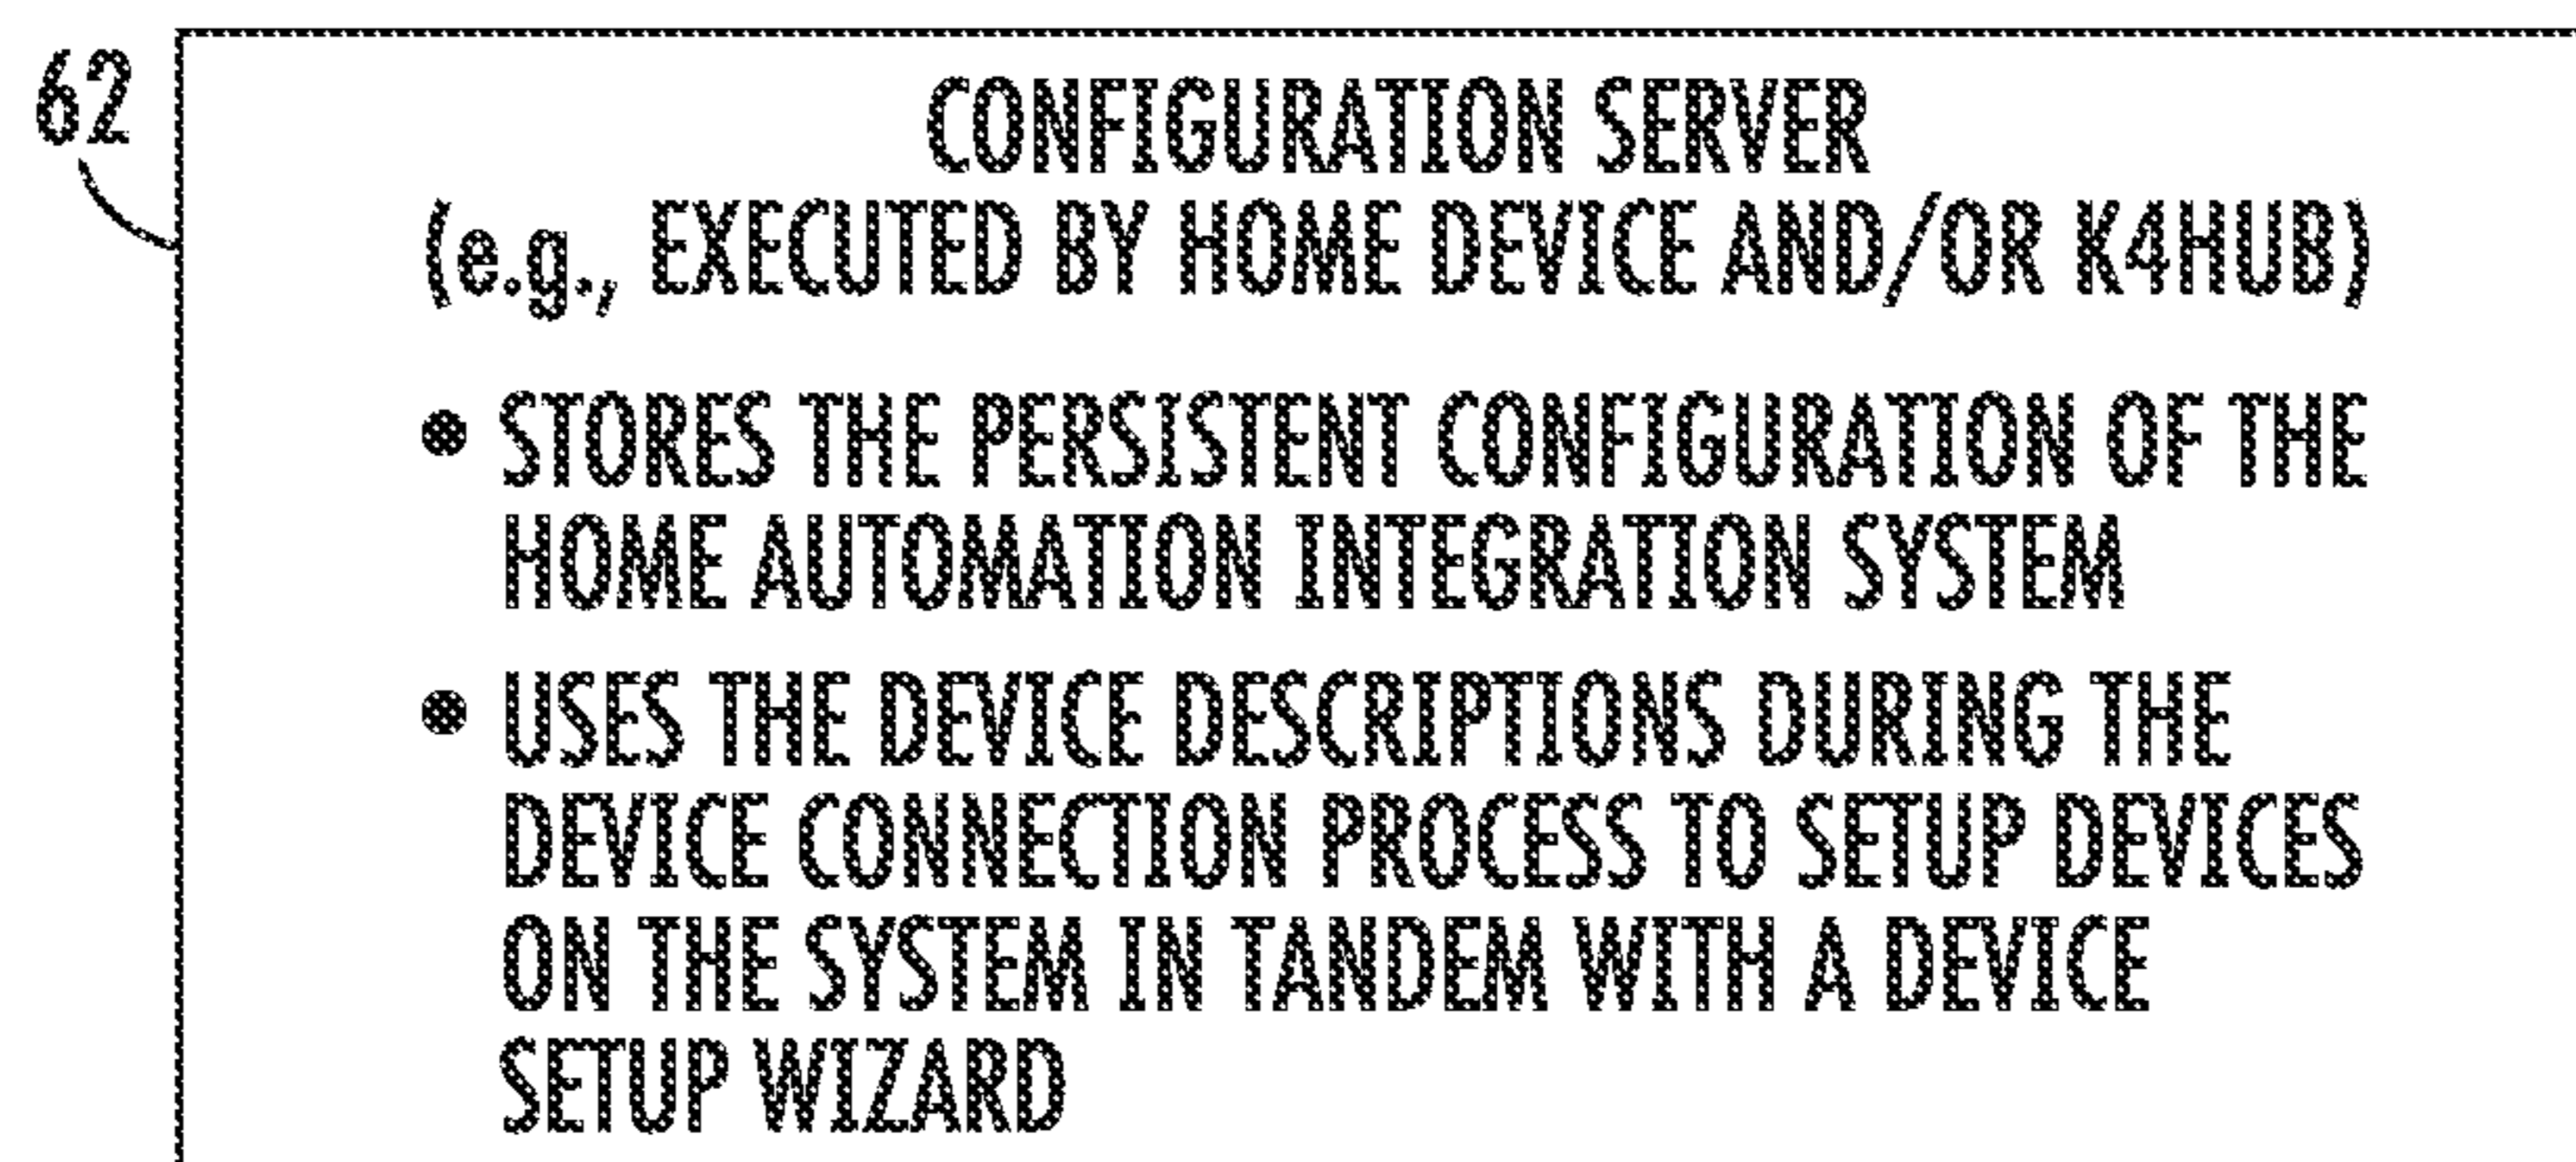 62
CONFIGURATION SERVER
(e.g., EXECUTED BY HOME DEVICE AND/OR K4HUB)
• STORES THE PERSISTENT CONFIGURATION OF THE
HOME AUTOMATION INTEGRATION SYSTEM
• USES THE DEVICE DESCRIPTIONS DURING THE
DEVICE CONNECTION PROCESS TO SETUP DEVICES
ON THE SYSTEM IN TANDEM WITH A DEVICE
SETUP WIZARD